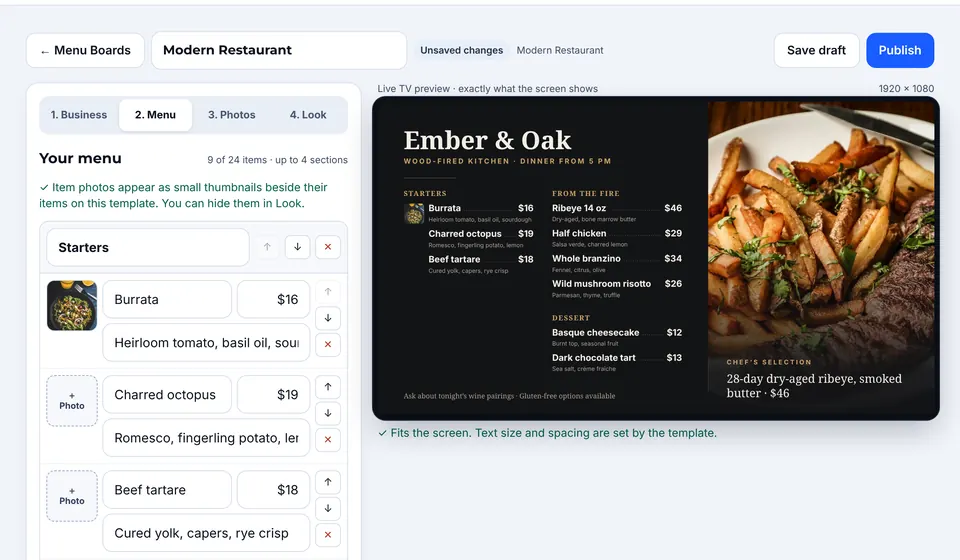 ← Menu Boards
Modern Restaurant
Unsaved changes
Modern Restaurant
Save draft
Publish
1. Business
2. Menu
3. Photos
4. Look
Your menu
9 of 24 items · up to 4 sections
✓ Item photos appear as small thumbnails beside their
items on this template. You can hide them in Look.
Starters
↑
↓
×
Burrata
$16
↑
↓
×
Heirloom tomato, basil oil, sour
+
Photo
Charred octopus
$19
↑
↓
×
Romesco, fingerling potato, ler
+
Photo
Beef tartare
$18
↑
↓
×
Cured yolk, capers, rye crisp
Live TV preview · exactly what the screen shows
1920 × 1080
Ember & Oak
WOOD-FIRED KITCHEN · DINNER FROM 5 PM
STARTERS
Burrata $16
Heirloom tomato, basil oil, sourdough
Charred octopus $19
Romesco, fingerling potato, lemon
Beef tartare $18
Cured yolk, capers, rye crisp
FROM THE FIRE
Ribeye 14 oz $46
Dry-aged, bone marrow butter
Half chicken $29
Salsa verde, charred lemon
Whole branzino $34
Fennel, citrus, olive
Wild mushroom risotto $26
Parmesan, thyme, truffle
DESSERT
Basque cheesecake $12
Burnt top, seasonal fruit
Dark chocolate tart $13
Sea salt, crème fraîche
Ask about tonight's wine pairings · Gluten-free options available
CHEF'S SELECTION
28-day dry-aged ribeye, smoked
butter · $46
✓ Fits the screen. Text size and spacing are set by the template.